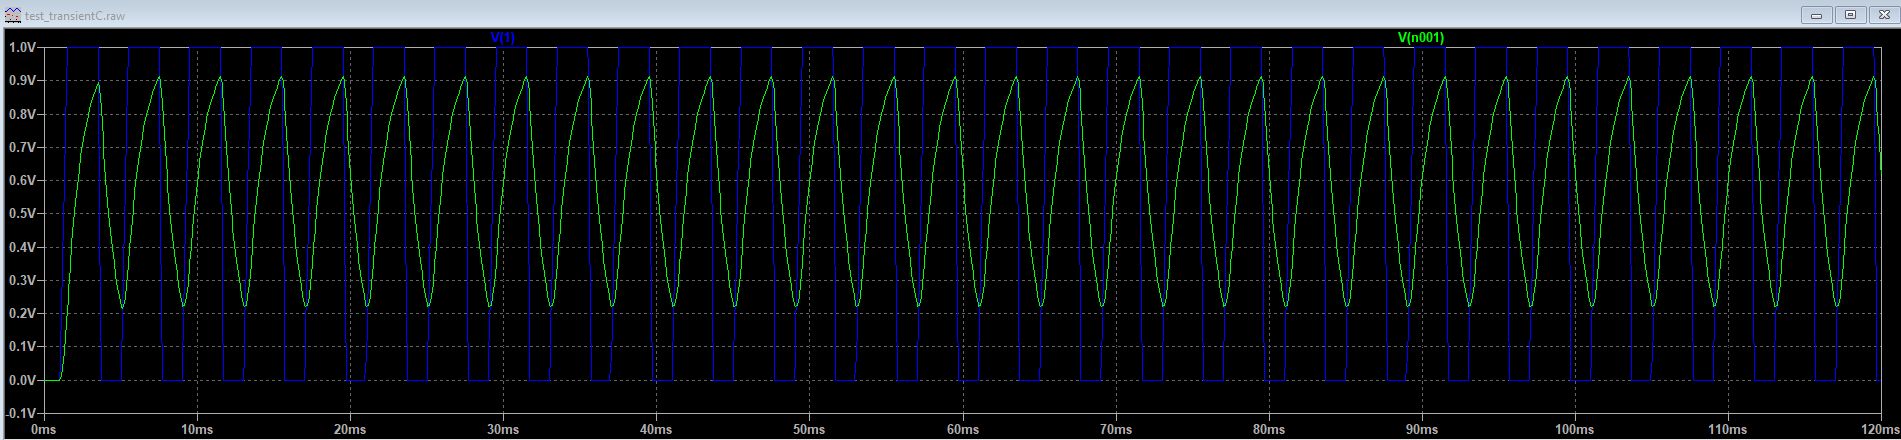 test_transientC.raw
V(1) V(n001)
1.0V
0.9V
0.8V
0.7V
0.6V
0.5V
0.4V
0.3V
0.2V
0.1V
0.0V
-0.1V
0ms 10ms 20ms 30ms 40ms 50ms 60ms 70ms 80ms 90ms 100ms 110ms 120ms